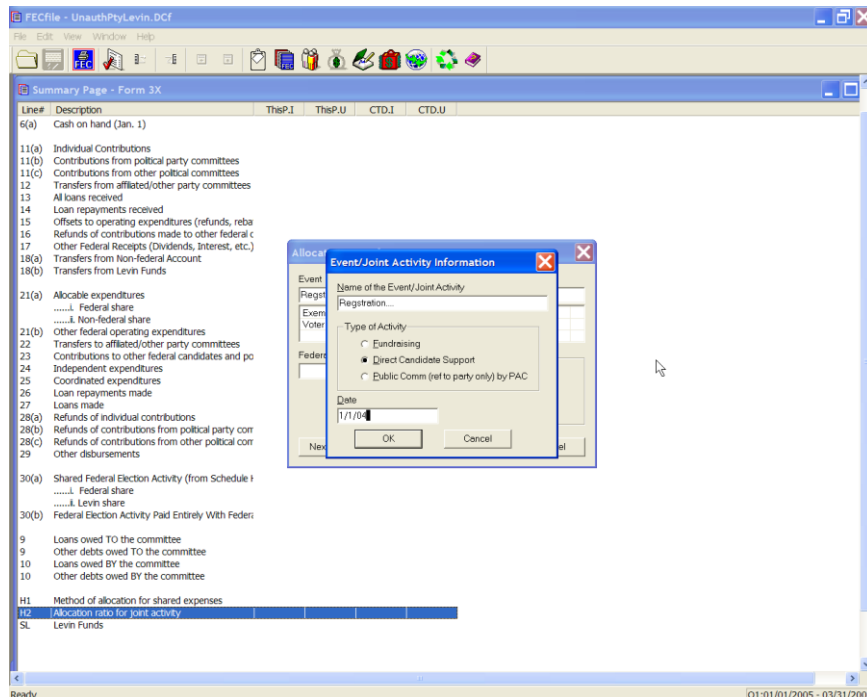 FECfile - UnauthPtyLevin.DCf
File Edit View Window Help
FEC FEC
Summary Page - Form 3X
Line# Description ThisP.I ThisP.U CTD.I CTD.U
6(a) Cash on hand (Jan. 1)
11(a) Individual Contributions
11(b) Contributions from political party committees
11(c) Contributions from other political committees
12 Transfers from affiliated/other party committees
13 All loans received
14 Loan repayments received
15 Offsets to operating expenditures (refunds, reba
16 Refunds of contributions made to other federal c
17 Other Federal Receipts (Dividends, Interest, etc.)
18(a) Transfers from Non-federal Account
18(b) Transfers from Levin Funds
21(a) Allocable expenditures
......i. Federal share
......ii. Non-federal share
21(b) Other federal operating expenditures
22 Transfers to affiliated/other party committees
23 Contributions to other federal candidates and po
24 Independent expenditures
25 Coordinated expenditures
26 Loan repayments made
27 Loans made
28(a) Refunds of individual contributions
28(b) Refunds of contributions from political party com
28(c) Refunds of contributions from other political com
29 Other disbursements
30(a) Shared Federal Election Activity (from Schedule H
......i. Federal share
......ii. Levin share
30(b) Federal Election Activity Paid Entirely With Federa
9 Loans owed TO the committee
9 Other debts owed TO the committee
10 Loans owed BY the committee
10 Other debts owed BY the committee
H1 Method of allocation for shared expenses
H2 Allocation ratio for joint activity
SL Levin Funds
Allocat
Event
Regst
Exem
Voter
Federa
Nex
el
Event/Joint Activity Information
Name of the Event/Joint Activity
Regstration....
Type of Activity
Fundraising
Direct Candidate Support
Public Comm (ref to party only) by PAC
Date
1/1/04
OK Cancel
Ready Q1:01/01/2005 - 03/31/200